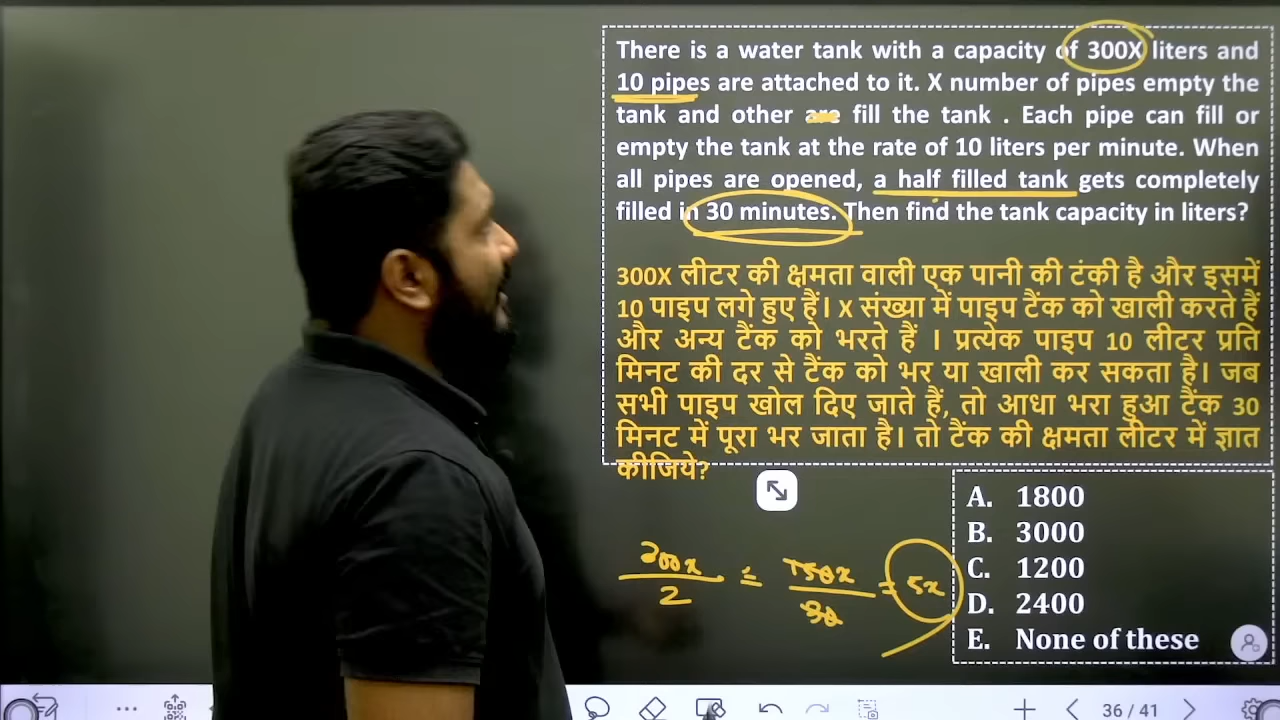 There is a water tank with a capacity of 300X liters and
10 pipes are attached to it. X number of pipes empty the
tank and other are fill the tank . Each pipe can fill or
empty the tank at the rate of 10 liters per minute. When
all pipes are opened, a half filled tank gets completely
filled in 30 minutes. Then find the tank capacity in liters?
300X लीटर की क्षमता वाली एक पानी की टंकी है और इसमें
10 पाइप लगे हुए हैं। X संख्या में पाइप टैंक को खाली करते हैं
और अन्य टैंक को भरते हैं । प्रत्येक पाइप 10 लीटर प्रति
मिनट की दर से टैंक को भर या खाली कर सकता है। जब
सभी पाइप खोल दिए जाते हैं, तो आधा भरा हुआ टैंक 30
मिनट में पूरा भर जाता है। तो टैंक की क्षमता लीटर में ज्ञात
कीजिये?
A. 1800
B. 3000
C. 1200
D. 2400
E. None of these
300x/2 = 150x/30 = 5x
36 / 41